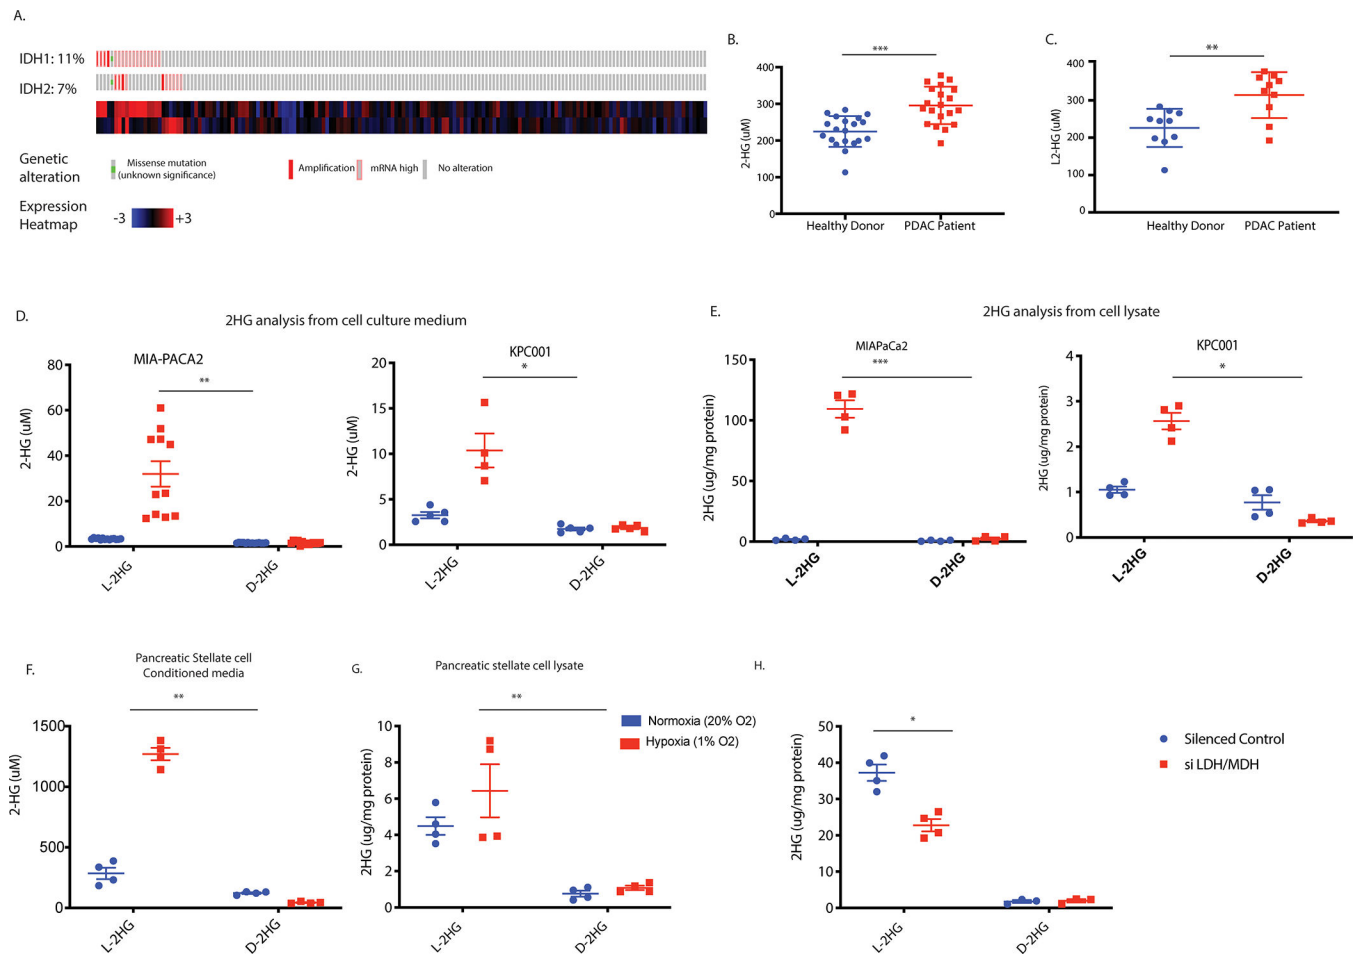 A.
IDH1: 11%
IDH2: 7%
Genetic
alteration
Missense mutation
(unknown significance)
Amplification
mRNA high
No alteration
Expression
Heatmap
-3
+3
B.
***
400
300
200
100
0
2-HG (uM)
Healthy Donor
PDAC Patient
C.
**
400
300
200
100
0
L2-HG (uM)
Healthy Donor
PDAC Patient
D.
2HG analysis from cell culture medium
MIA-PACA2
**
80
60
40
20
0
2-HG (uM)
L-2HG
D-2HG
KPC001
*
20
15
10
5
0
2-HG (uM)
L-2HG
D-2HG
E.
2HG analysis from cell lysate
MIAPaCa2
***
150
100
50
0
2HG (ug/mg protein)
L-2HG
D-2HG
KPC001
*
4
3
2
1
0
2HG (ug/mg protein)
L-2HG
D-2HG
F.
Pancreatic Stellate cell
Conditioned media
**
1500
1000
500
0
2-HG (uM)
L-2HG
D-2HG
G.
Pancreatic stellate cell lysate
**
Normoxia (20% O2)
Hypoxia (1% O2)
10
8
6
4
2
0
2HG (ug/mg protein)
L-2HG
D-2HG
H.
*
50
40
30
20
10
0
2HG (ug/mg protein)
L-2HG
D-2HG
Silenced Control
si LDH/MDH